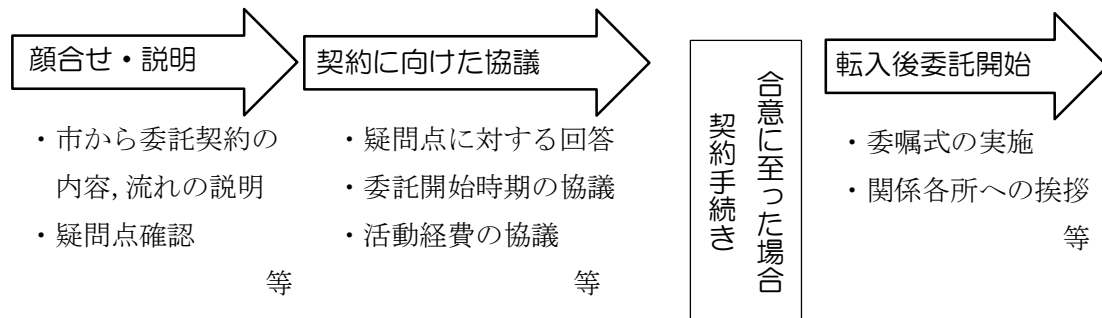 顔合せ・説明
・市から委託契約の
内容,流れの説明
・疑問点確認
等
契約に向けた協議
・疑問点に対する回答
・委託開始時期の協議
・活動経費の協議
等
合意に至った場合
契約手続き
転入後委託開始
・委嘱式の実施
・関係各所への挨拶
等